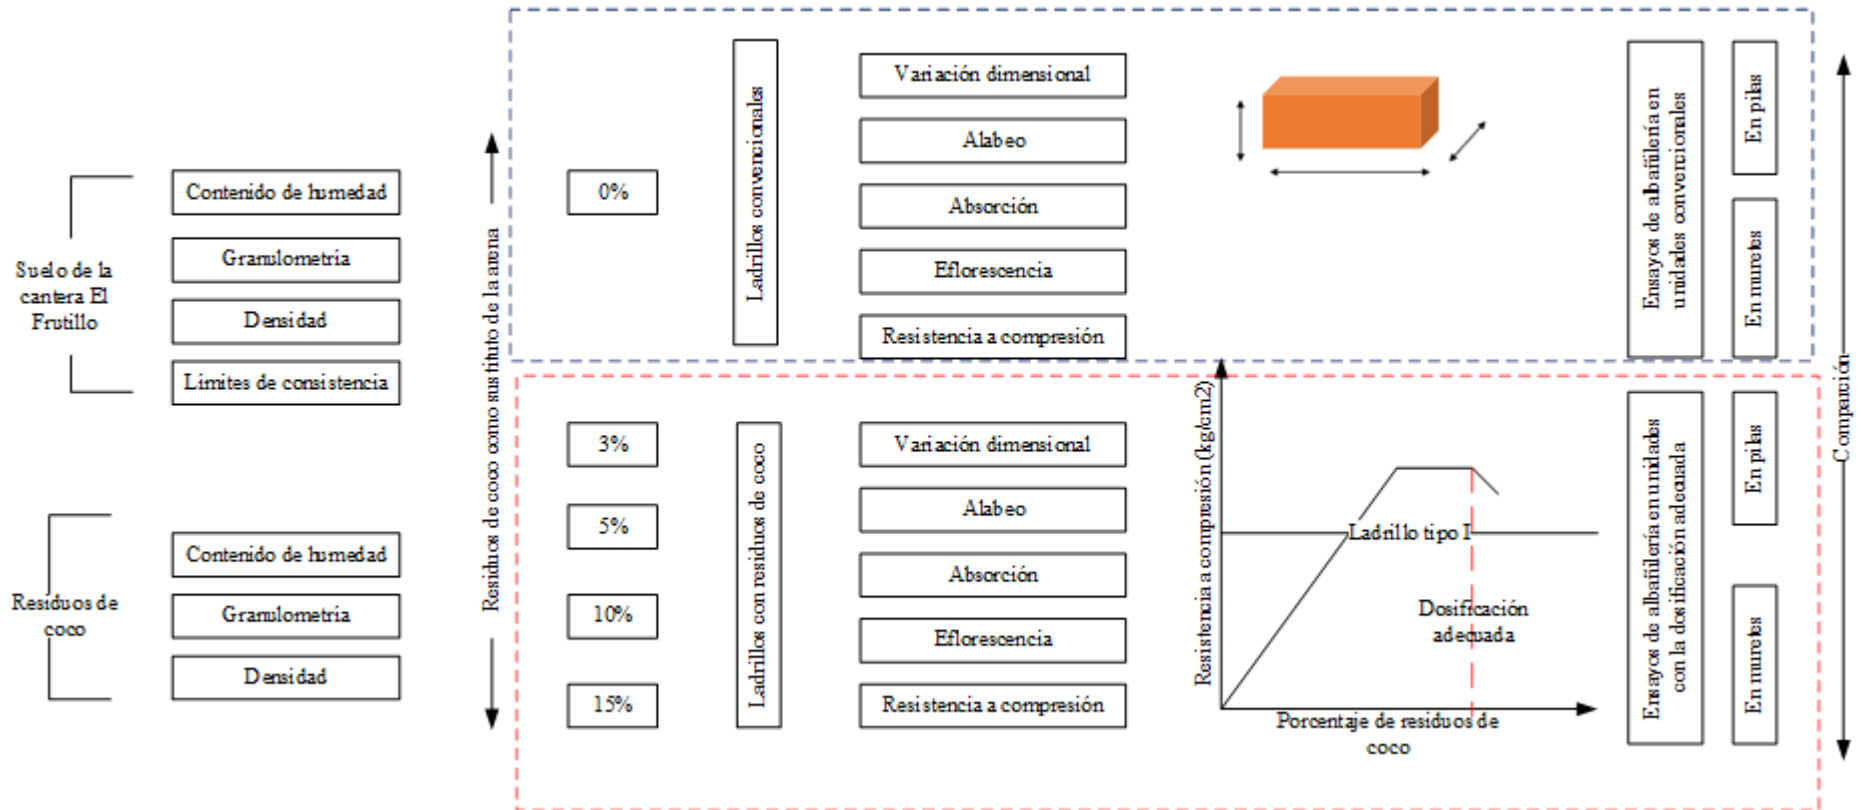 Suelo de la
cantera El
Frutillo
Contenido de humedad
Granulometría
Densidad
Límites de consistencia
Residuos de
coco
Contenido de humedad
Granulometría
Densidad
Residuos de coco como sustituto de la arena
0%
Ladrillos convencionales
Variación dimensional
Alabeo
Absorción
Eflorescencia
Resistencia a compresión
Ensayos de albañilería en
unidades convencionales
En pilas
En muretes
3%
5%
10%
15%
Ladrillos con residuos de coco
Variación dimensional
Alabeo
Absorción
Eflorescencia
Resistencia a compresión
Resistencia a compresión (kg/cm2)
Ladrillo tipo I
Dosificación
adecuada
Porcentaje de residuos de
coco
Ensayos de albañilería en unidades
con la dosificación adecuada
En pilas
En muretes